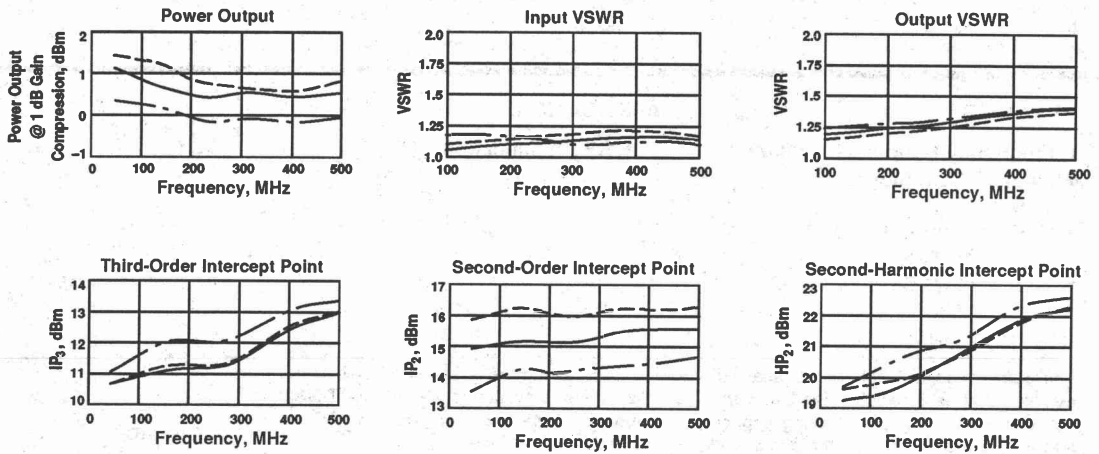 Power Output
Power Output
@ 1 dB Gain
Compression, dBm
2
1
0
–1
0 100 200 300 400 500
Frequency, MHz
Input VSWR
VSWR
2.0
1.75
1.5
1.25
1.0
100 200 300 400 500
Frequency, MHz
Output VSWR
VSWR
2.0
1.75
1.5
1.25
1.0
100 200 300 400 500
Frequency, MHz
Third-Order Intercept Point
IP3, dBm
14
13
12
11
10
0 100 200 300 400 500
Frequency, MHz
Second-Order Intercept Point
IP2, dBm
17
16
15
14
13
0 100 200 300 400 500
Frequency, MHz
Second-Harmonic Intercept Point
HP2, dBm
23
22
21
20
19
0 100 200 300 400 500
Frequency, MHz